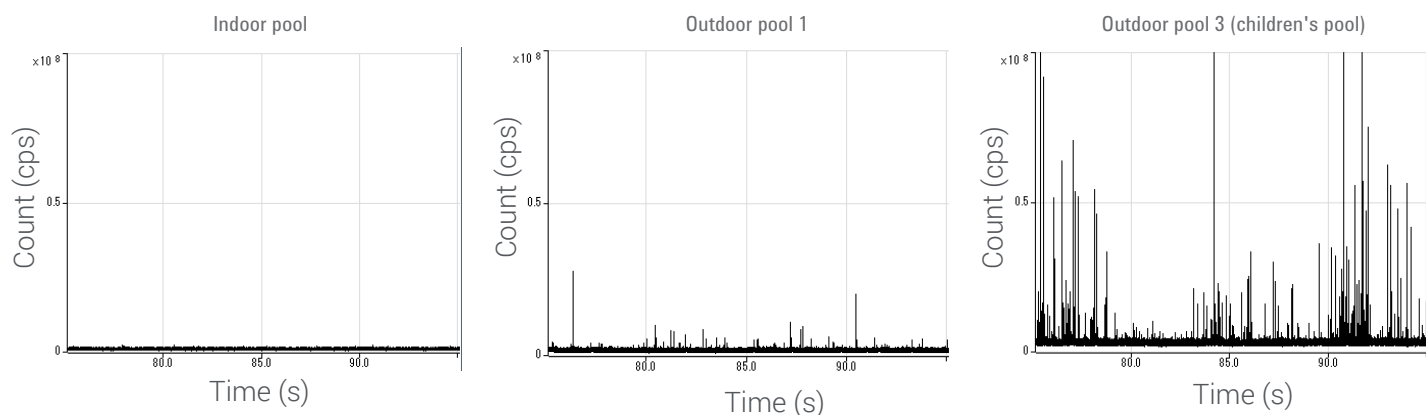 Indoor pool
x10 8
Count (cps)
0.5
0
80.0 85.0 90.0
Time (s)
Outdoor pool 1
x10 8
Count (cps)
0.5
0
80.0 85.0 90.0
Time (s)
Outdoor pool 3 (children's pool)
x10 8
Count (cps)
0.5
0
80.0 85.0 90.0
Time (s)